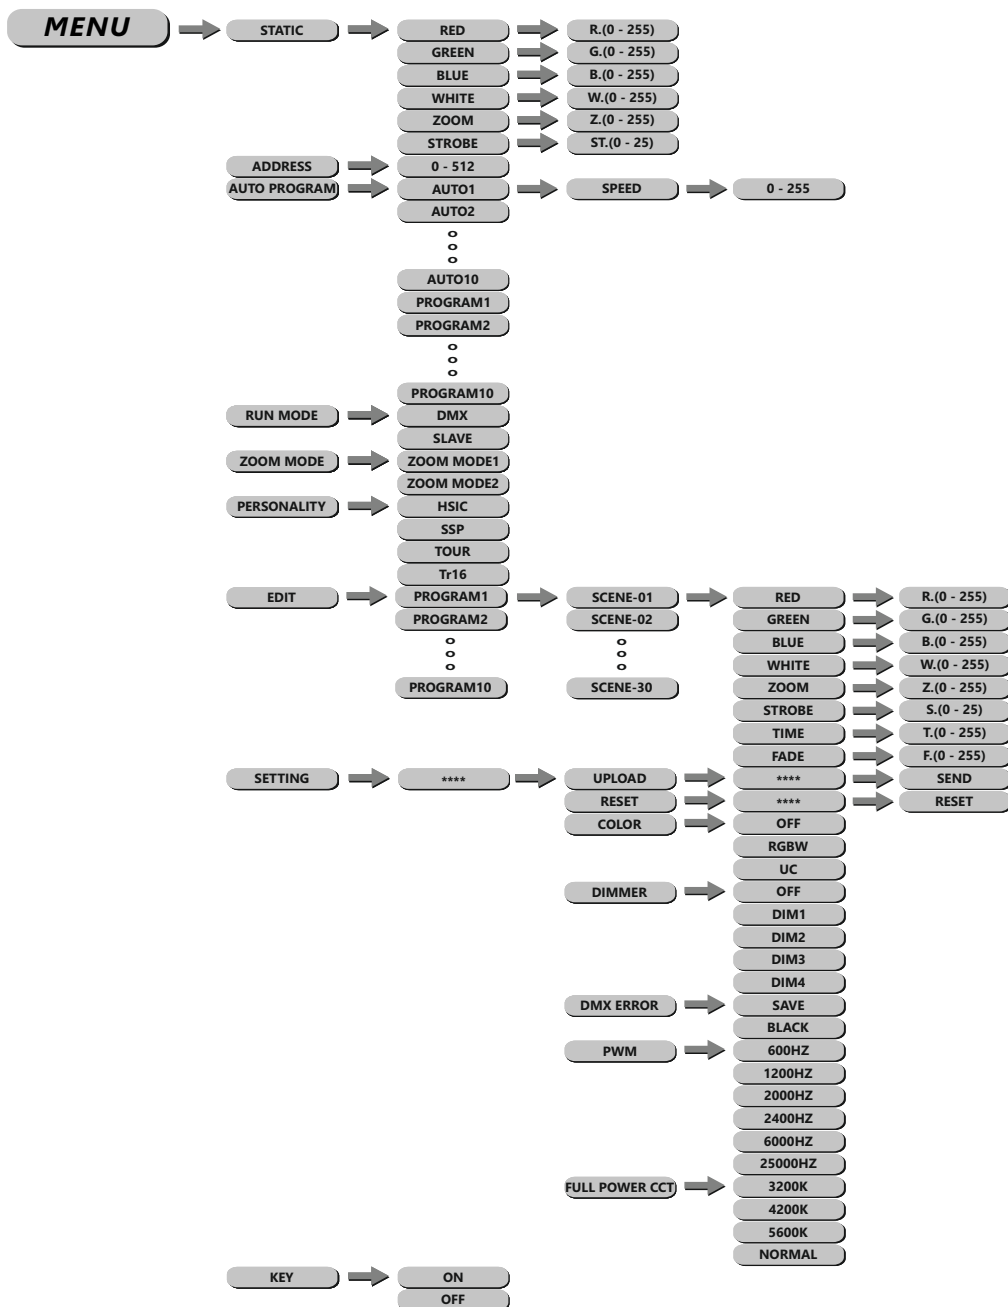 MENU STATIC RED R.(0 - 255)
GREEN G.(0 - 255)
BLUE B.(0 - 255)
WHITE W.(0 - 255)
ZOOM Z.(0 - 255)
STROBE ST.(0 - 25)
ADDRESS 0 - 512
AUTO PROGRAM AUTO1 SPEED 0 - 255
AUTO2
AUTO10
PROGRAM1
PROGRAM2
PROGRAM10
RUN MODE DMX
SLAVE
ZOOM MODE ZOOM MODE1
ZOOM MODE2
PERSONALITY HSIC
SSP
TOUR
Tr16
EDIT PROGRAM1 SCENE-01 RED R.(0 - 255)
PROGRAM2 SCENE-02 GREEN G.(0 - 255)
BLUE B.(0 - 255)
WHITE W.(0 - 255)
PROGRAM10 SCENE-30 ZOOM Z.(0 - 255)
STROBE S.(0 - 25)
TIME T.(0 - 255)
FADE F.(0 - 255)
SETTING **** UPLOAD **** SEND
RESET **** RESET
COLOR OFF
RGBW
UC
DIMMER OFF
DIM1
DIM2
DIM3
DIM4
DMX ERROR SAVE
BLACK
PWM 600HZ
1200HZ
2000HZ
2400HZ
6000HZ
25000HZ
FULL POWER CCT 3200K
4200K
5600K
NORMAL
KEY ON
OFF